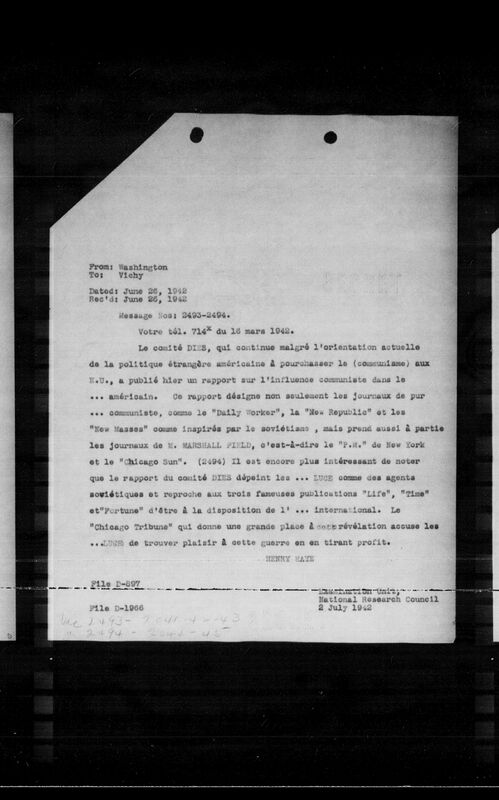 From: Washington
To: Vichy
Dated: June 26, 1942
Rec'd: June 26, 1942
Message Nos: 2493-2494.
Votre tél. 714x du 16 mars 1942.
Le comité DIES, qui continue malgré l'orientation actuelle
de la politique étrangère américaine à pourchasser le (communisme) aux
E.U., a publié hier un rapport sur l'influence communiste dans le
... américain. Ce rapport désigne non seulement les journaux de pur
... communiste, comme le "Daily Worker", la "New Republic" et les
"New Masses" comme inspirés par le soviétisme , mais prend aussi à partie
les journaux de M. MARSHALL FIELD, c'est-à-dire le "P.M." de New York
et le "Chicago Sun". (2494) Il est encore plus intéressant de noter
que le rapport du comité DIES dépeint les ... LUCE comme des agents
soviétiques et reproche aux trois fameuses publications "Life", "Time"
et"Fortune" d'être à la disposition de l' ... international. Le
"Chicago Tribune" qui donne une grande place à cette révélation accuse les
...LUCE de trouver plaisir à cette guerre en en tirant profit.
HENRY HAYE
File D-897
Examination Unit,
National Research Council
File D-1966
2 July 1942
2493-
" 2494-